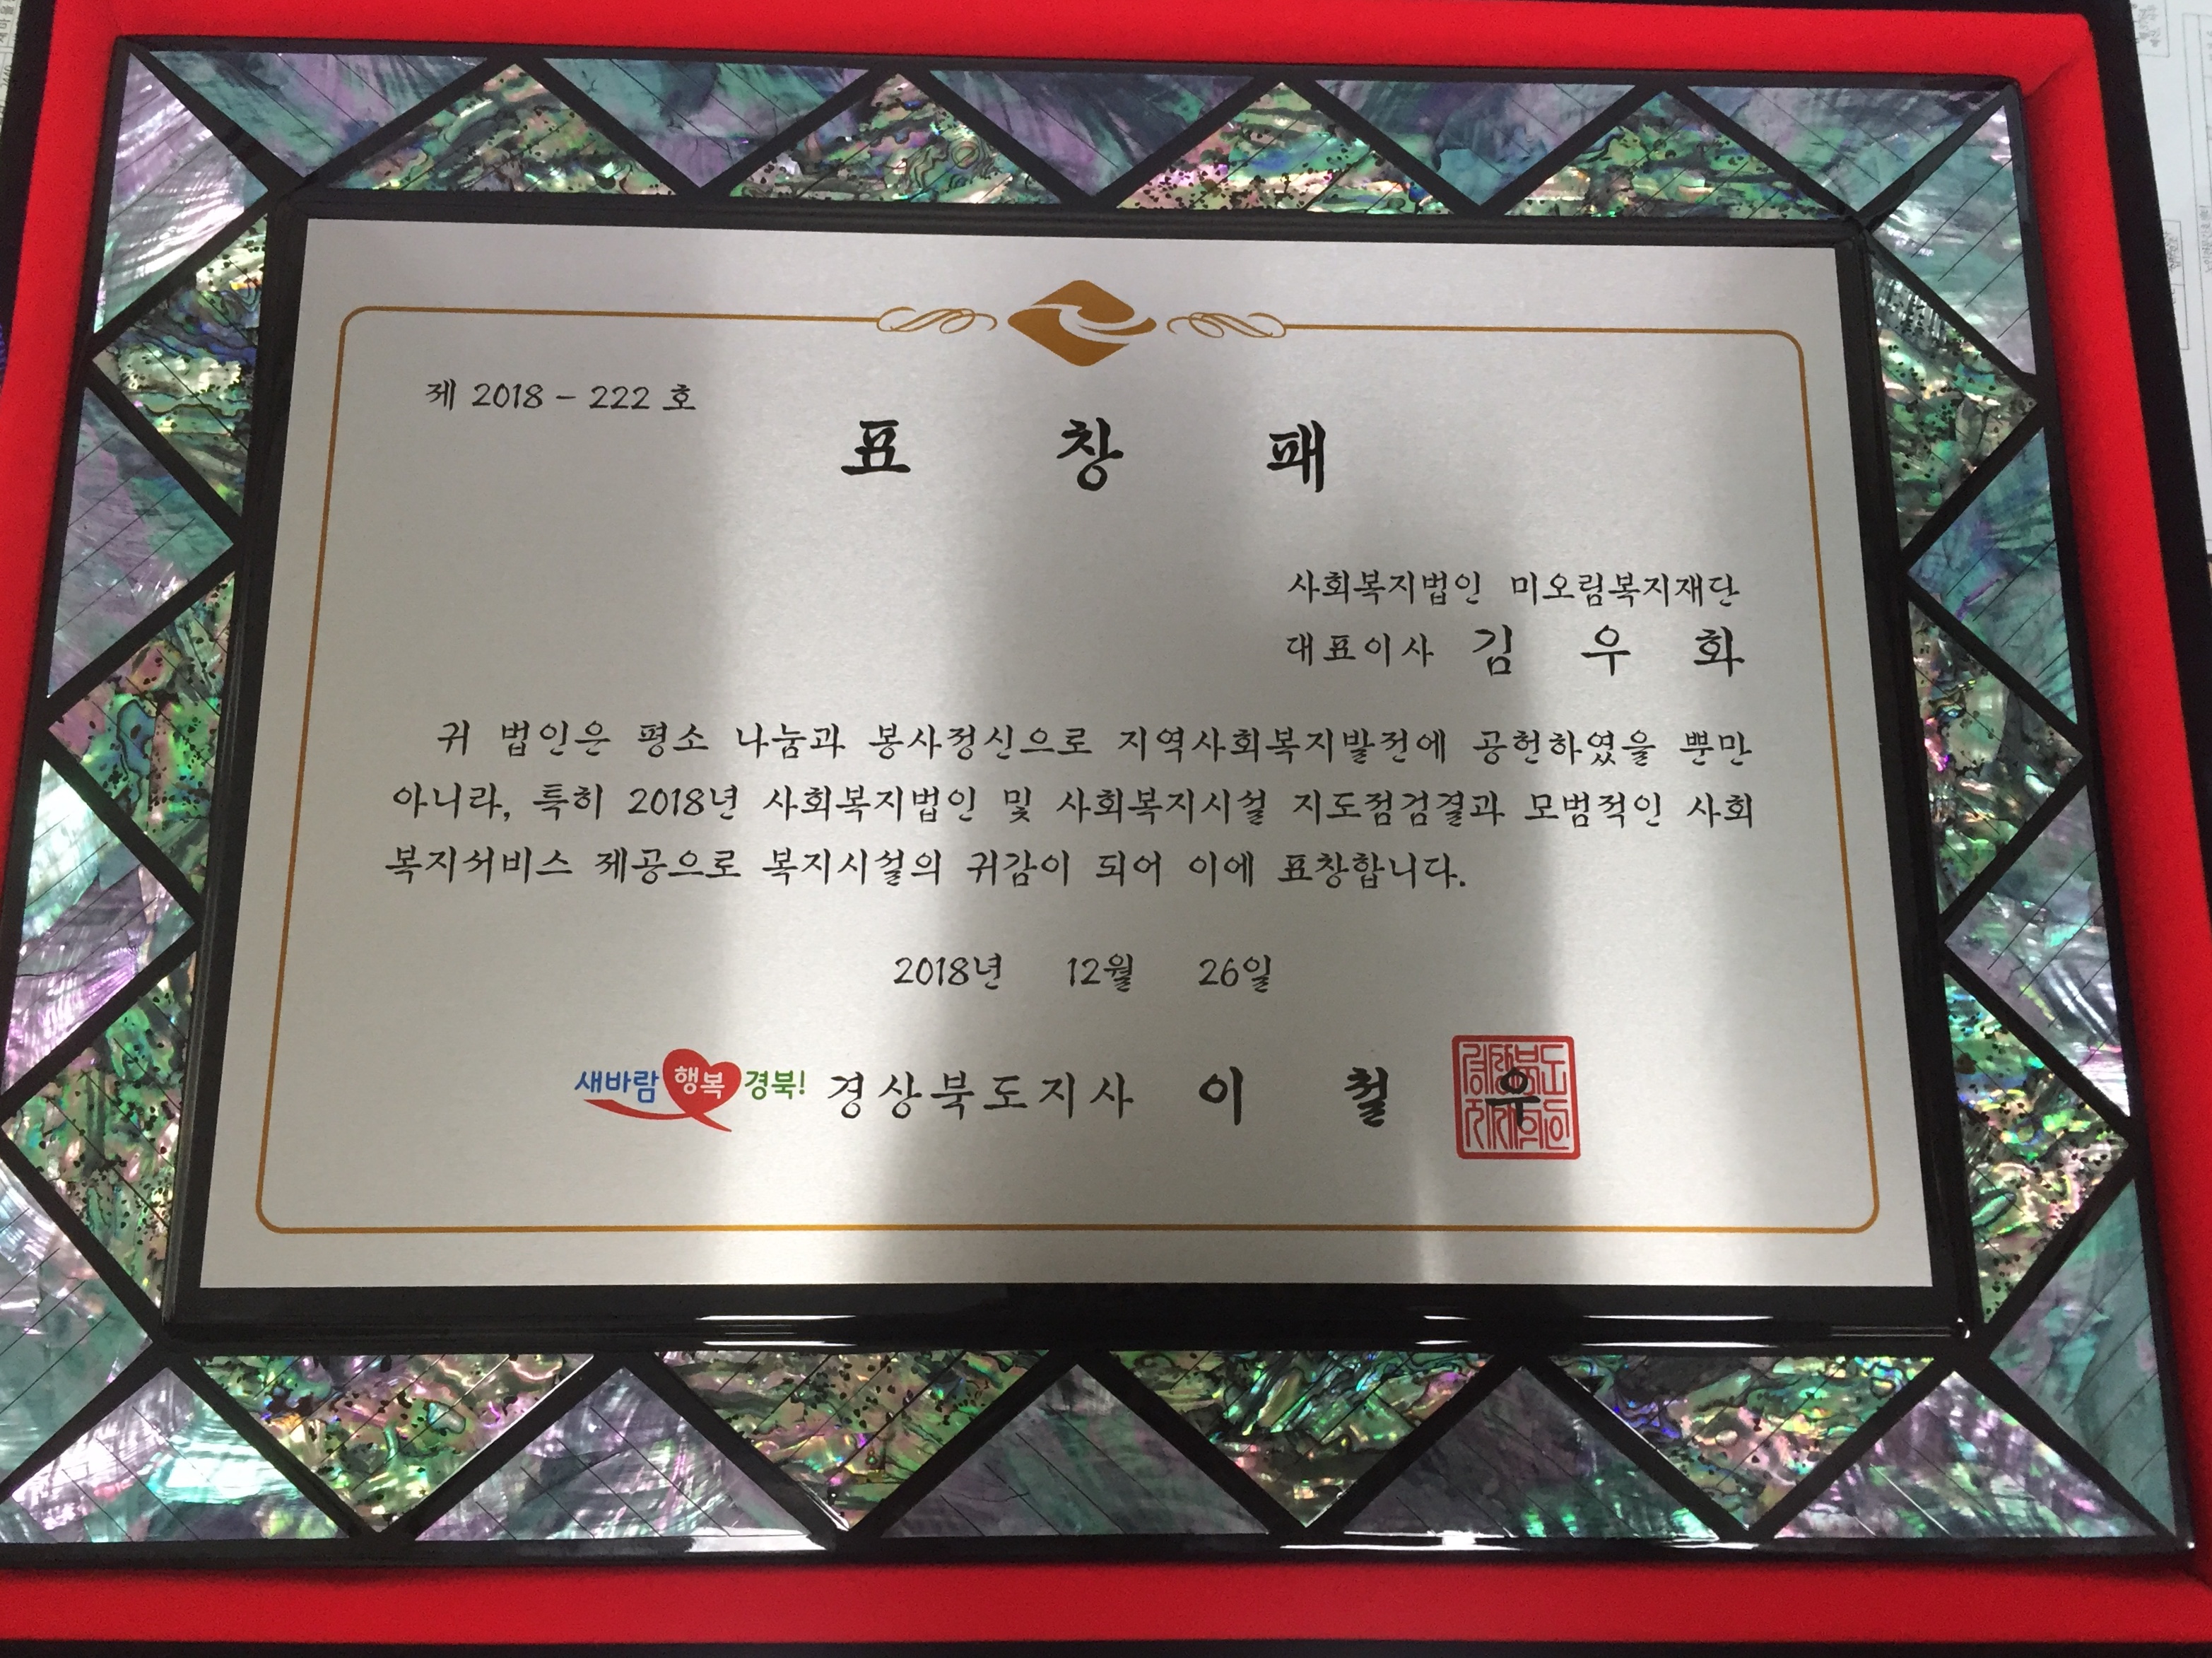 제 2018 - 222 호
표 창 패
사회복지법인 미오림복지재단
대표이사 김 우 화
귀 법인은 평소 나눔과 봉사정신으로 지역사회복지발전에 공헌하였을 뿐만
아니라, 특히 2018년 사회복지법인 및 사회복지시설 지도점검결과 모범적인 사회
복지서비스 제공으로 복지시설의 귀감이 되어 이에 표창합니다.
2018년 12월 26일
새바람 행복 경북! 경상북도지사 이 철 우